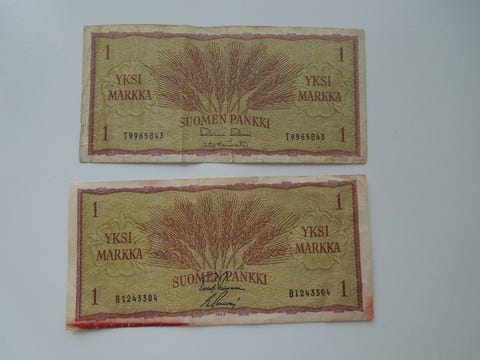 1 1
YKSI YKSI
MARKKA MARKKA
SUOMEN PANKKI
T9965843 T9965843
1 1
1 1
YKSI YKSI
MARKKA MARKKA
SUOMEN PANKKI
1 1
B1243304 B1243304